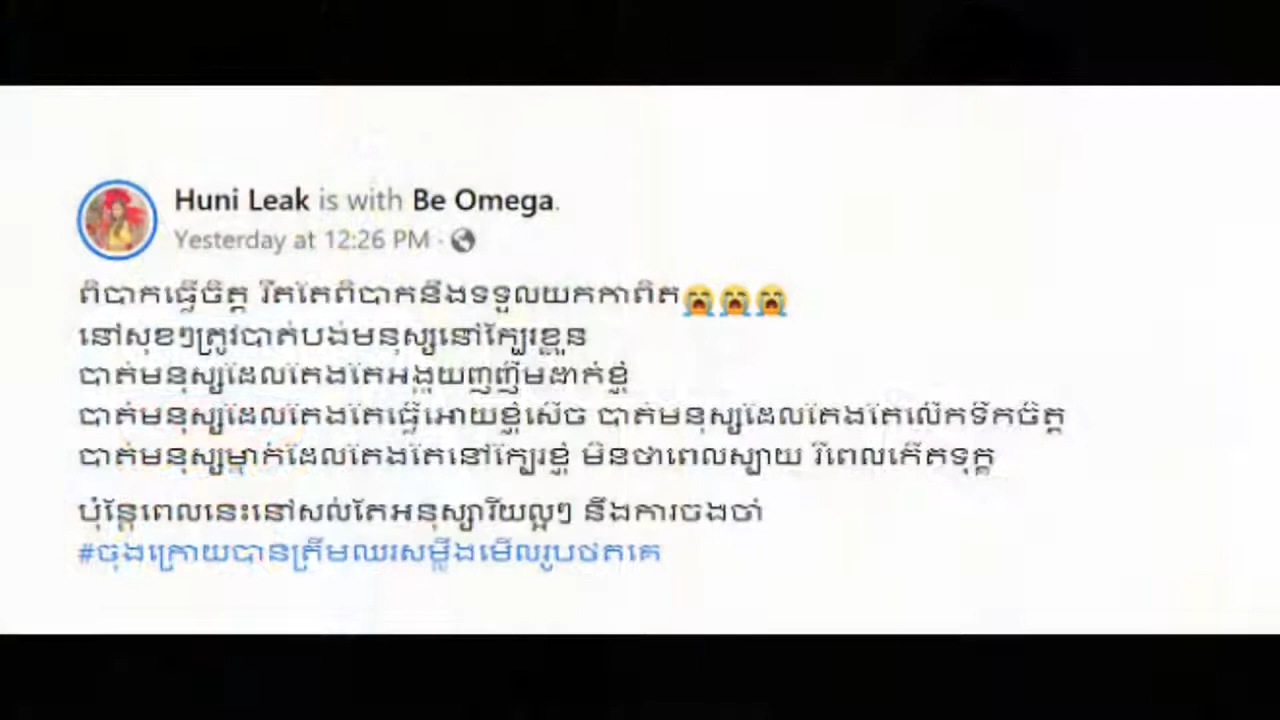 Huni Leak is with Be Omega.
Yesterday at 12:26 PM ·
ពិបាកធ្វើចិត្ត រឹតតែពិបាកនឹងទទួលយកកាពិត😭😭😭
នៅសុខៗត្រូវបាត់បង់មនុស្សនៅក្បែរខ្លួន
បាត់មនុស្សដែលតែងតែអង្គុយញញឹមដាក់ខ្ញុំ
បាត់មនុស្សដែលតែងតែធ្វើអោយខ្ញុំសើច បាត់មនុស្សដែលតែងតែលើកទឹកចិត្ត
បាត់មនុស្សម្នាក់ដែលតែងតែនៅក្បែរខ្ញុំ មិនថាពេលស្បាយ រឺពេលកើតទុក្ខ
ប៉ុន្តែពេលនេះនៅសល់តែអនុស្សារីយល្អៗ នឹងការចងចាំ
#ចុងក្រោយបានត្រឹមឈរសម្លឹងមើលរូបថតគេ